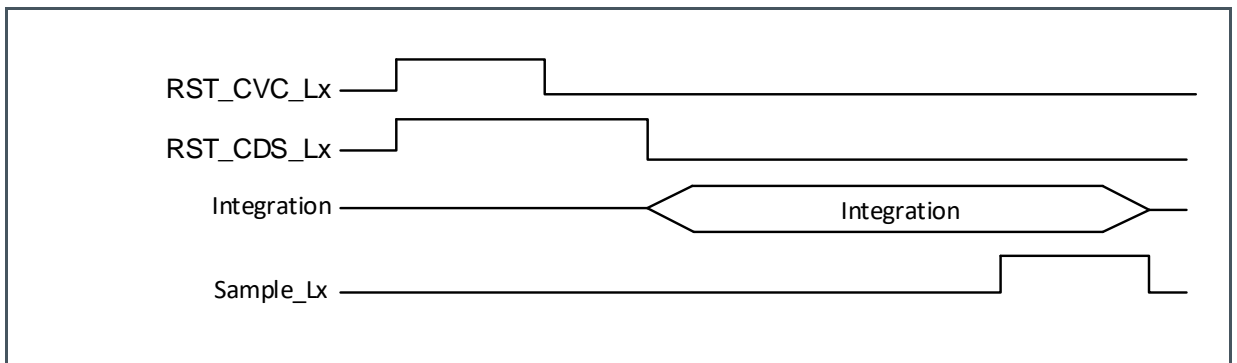 RST_CVC_Lx
RST_CDS_Lx
Integration
Integration
Sample_Lx